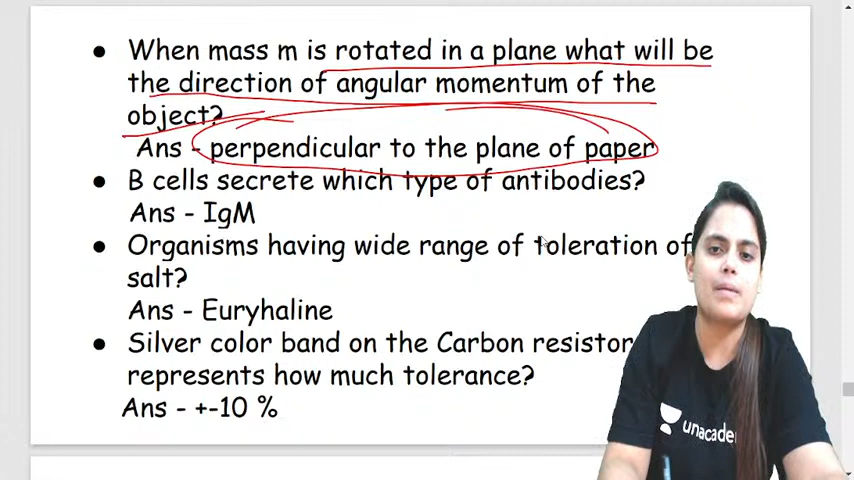 ● When mass m is rotated in a plane what will be
the direction of angular momentum of the
object?
Ans - perpendicular to the plane of paper
● B cells secrete which type of antibodies?
Ans - IgM
● Organisms having wide range of toleration of
salt?
Ans - Euryhaline
● Silver color band on the Carbon resistor
represents how much tolerance?
Ans - +-10 %